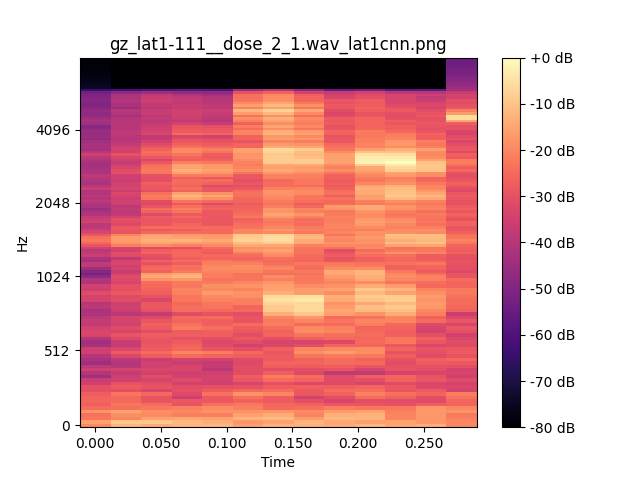 gz_lat1-111__dose_2_1.wav_lat1cnn.png
Hz
4096
2048
1024
512
0
0.000 0.050 0.100 0.150 0.200 0.250
Time
+0 dB
-10 dB
-20 dB
-30 dB
-40 dB
-50 dB
-60 dB
-70 dB
-80 dB